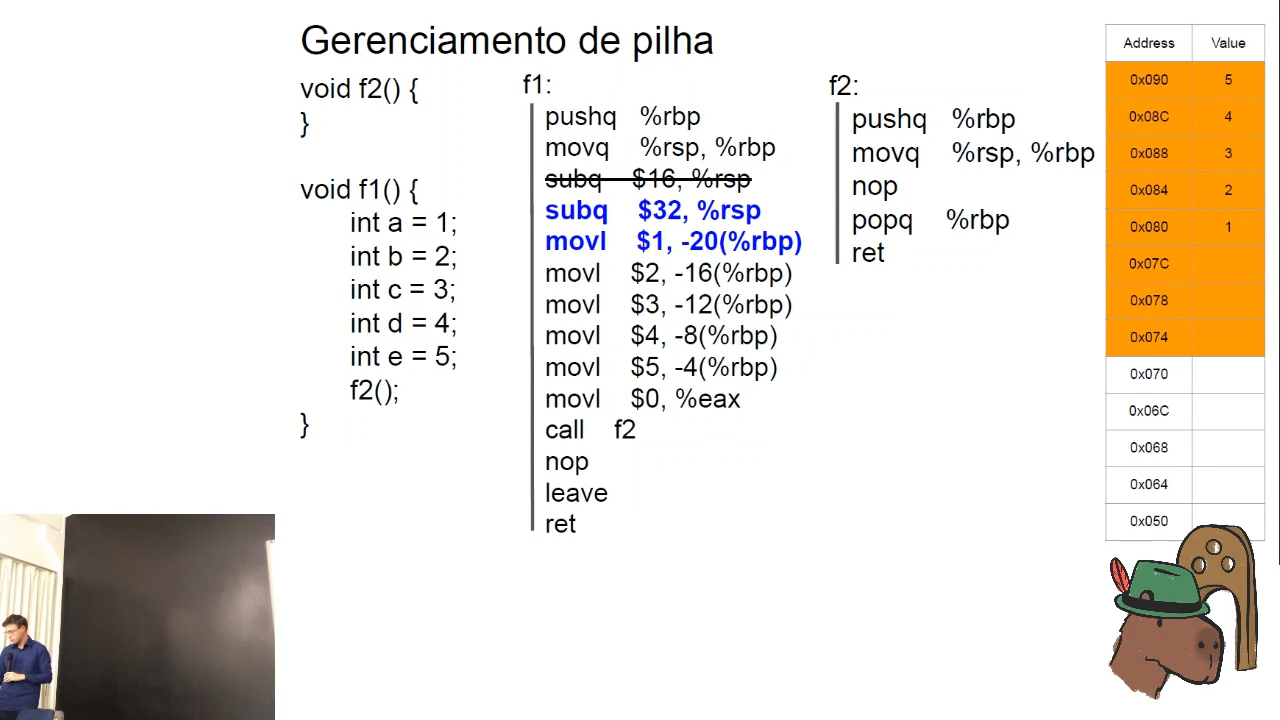 Gerenciamento de pilha
void f2() {
}
void f1() {
int a = 1;
int b = 2;
int c = 3;
int d = 4;
int e = 5;
f2();
}
f1:
pushq %rbp
movq %rsp, %rbp
subq $16, %rsp
subq $32, %rsp
movl $1, -20(%rbp)
movl $2, -16(%rbp)
movl $3, -12(%rbp)
movl $4, -8(%rbp)
movl $5, -4(%rbp)
movl $0, %eax
call f2
nop
leave
ret
f2:
pushq %rbp
movq %rsp, %rbp
nop
popq %rbp
ret
Address Value
0x090 5
0x08C 4
0x088 3
0x084 2
0x080 1
0x07C
0x078
0x074
0x070
0x06C
0x068
0x064
0x050